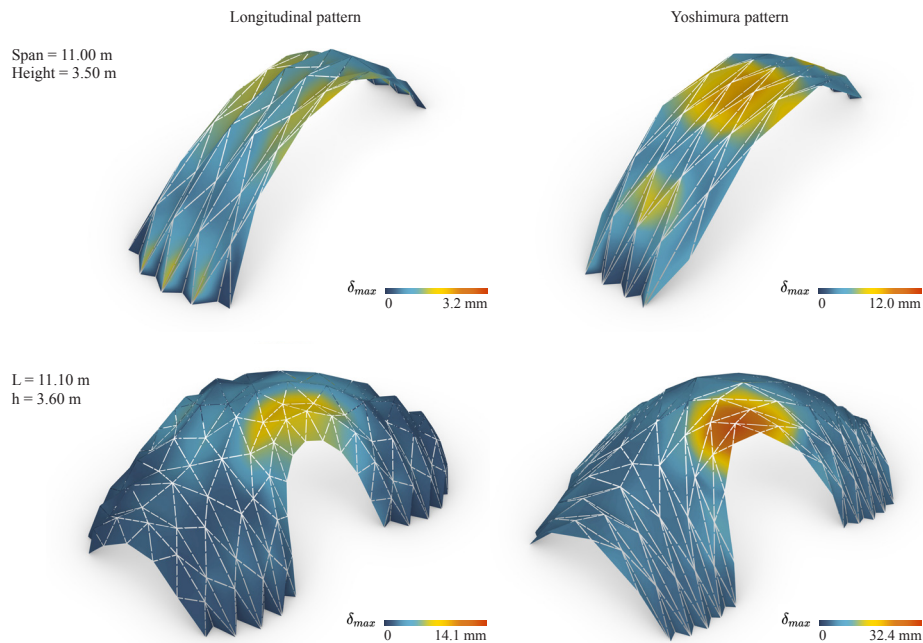 Longitudinal pattern
Yoshimura pattern
Span = 11.00 m
Height = 3.50 m
δmax
0 3.2 mm
δmax
0 12.0 mm
L = 11.10 m
h = 3.60 m
δmax
0 14.1 mm
δmax
0 32.4 mm